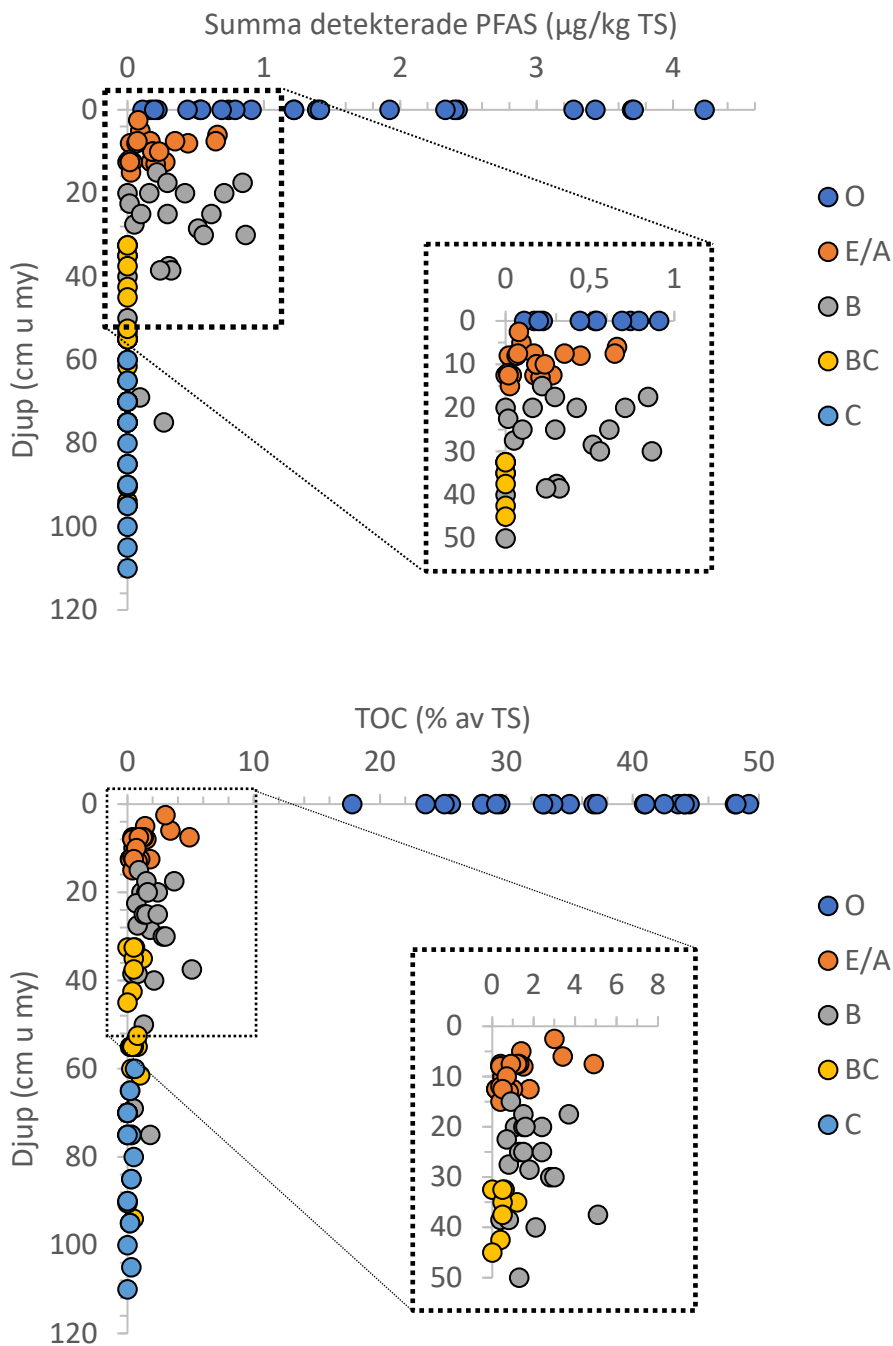 Summa detekterade PFAS (µg/kg TS)
0 1 2 3 4
0
20
40
60
80
100
120
Djup (cm u my)
0 0,5 1
0
10
20
30
40
50
O
E/A
B
BC
C
TOC (% av TS)
0 10 20 30 40 50
0
20
40
60
80
100
120
Djup (cm u my)
0 2 4 6 8
0
10
20
30
40
50
O
E/A
B
BC
C